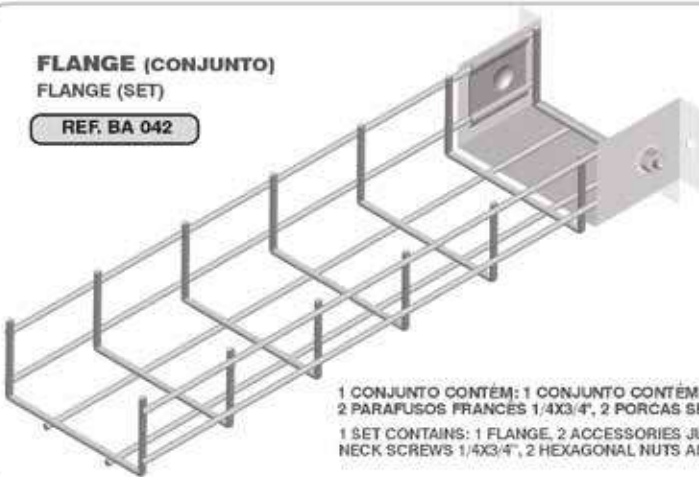 FLANGE (CONJUNTO)
FLANGE (SET)
REF. BA 042
1 CONJUNTO CONTÉM: 1 CONJUNTO CONTÉM
2 PARAFUSOS FRANCÊS 1/4X3/4", 2 PORCAS
1 SET CONTAINS: 1 FLANGE, 2 ACCESSORIES
NECK SCREWS 1/4X3/4", 2 HEXAGONAL NUTS